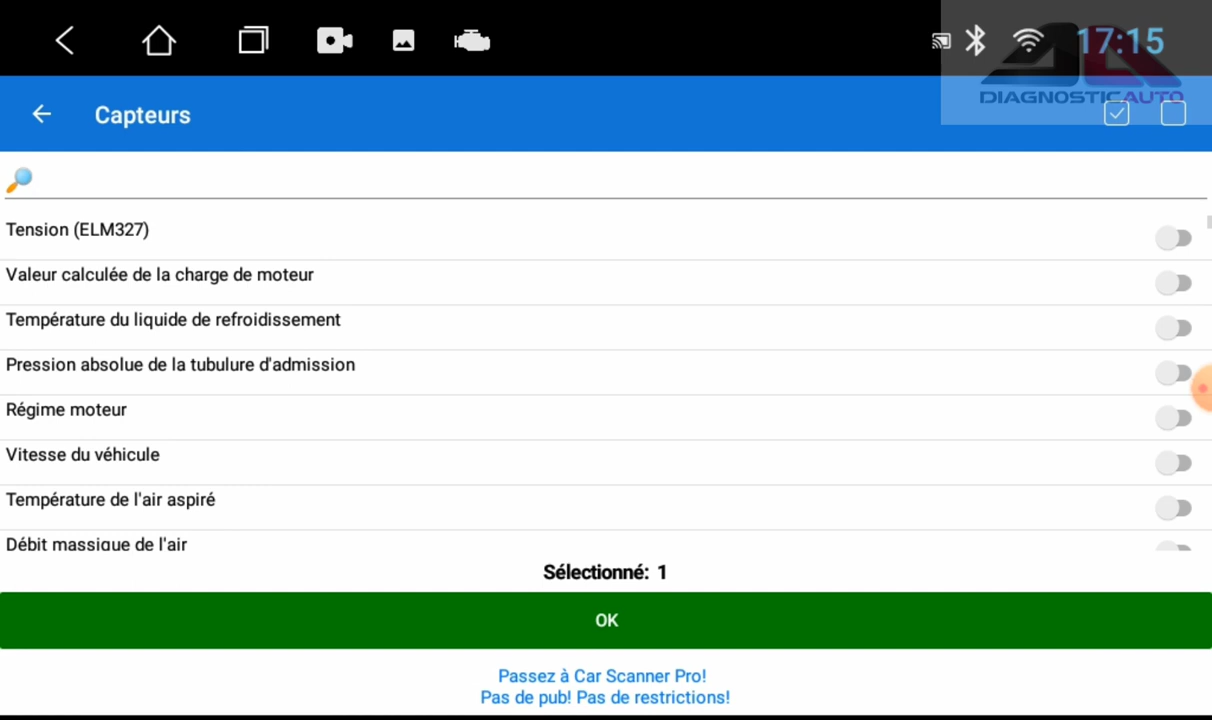 17:15
DIAGNOSTICAUTO
Capteurs
Tension (ELM327)
Valeur calculée de la charge de moteur
Température du liquide de refroidissement
Pression absolue de la tubulure d'admission
Régime moteur
Vitesse du véhicule
Température de l'air aspiré
Débit massique de l'air
Sélectionné: 1
OK
Passez à Car Scanner Pro!
Pas de pub! Pas de restrictions!